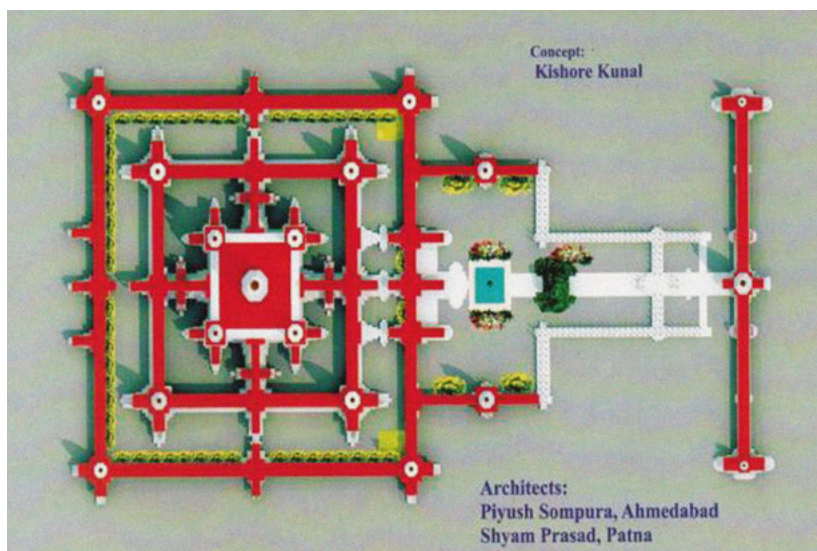 Concept:
Kishore Kunal
Architects:
Piyush Sompura, Ahmedabad
Shyam Prasad, Patna